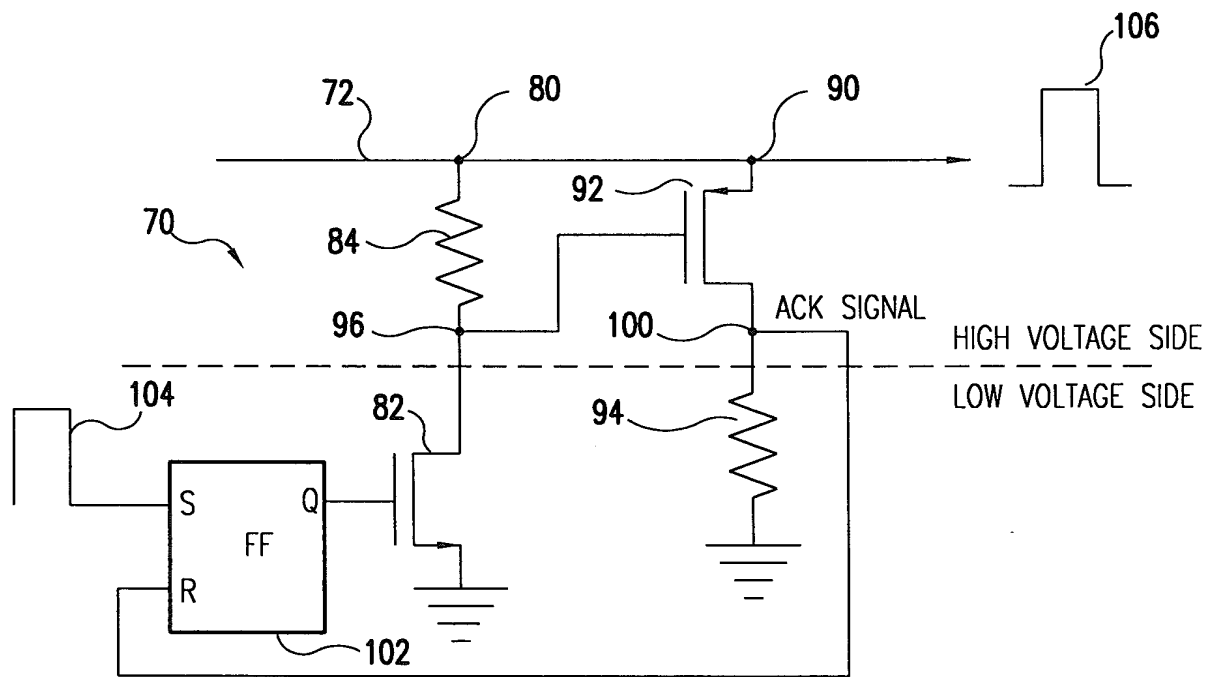 106
72
80
90
92
70
84
96
100
ACK SIGNAL
HIGH VOLTAGE SIDE
LOW VOLTAGE SIDE
104
82
94
S
Q
FF
R
102